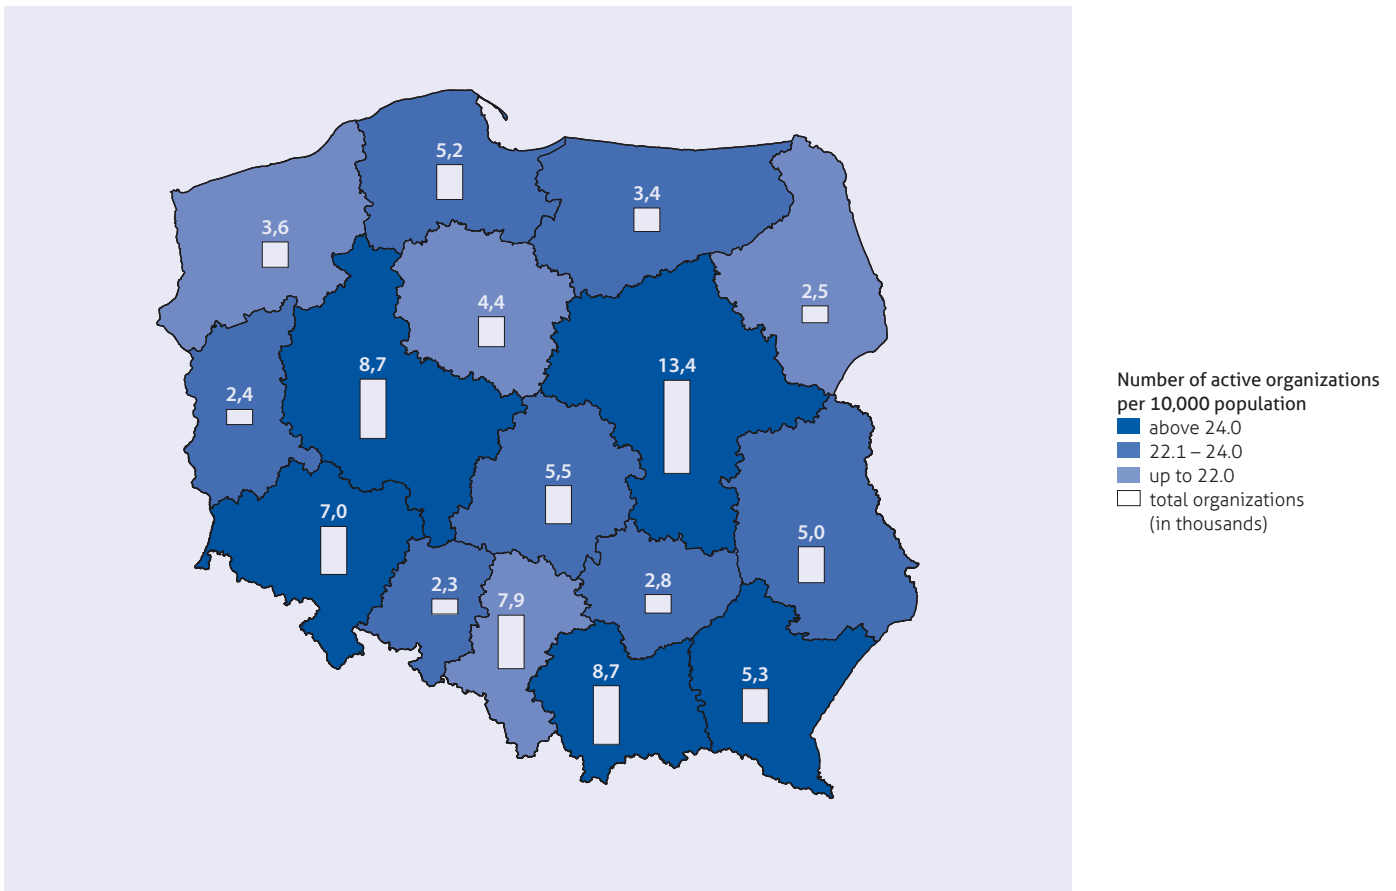 5,2
3,4
3,6
2,5
4,4
8,7
13,4
2,4
5,5
7,0
5,0
2,3
7,9
2,8
8,7
5,3
Number of active organizations
per 10,000 population
above 24.0
22.1 – 24.0
up to 22.0
total organizations
(in thousands)